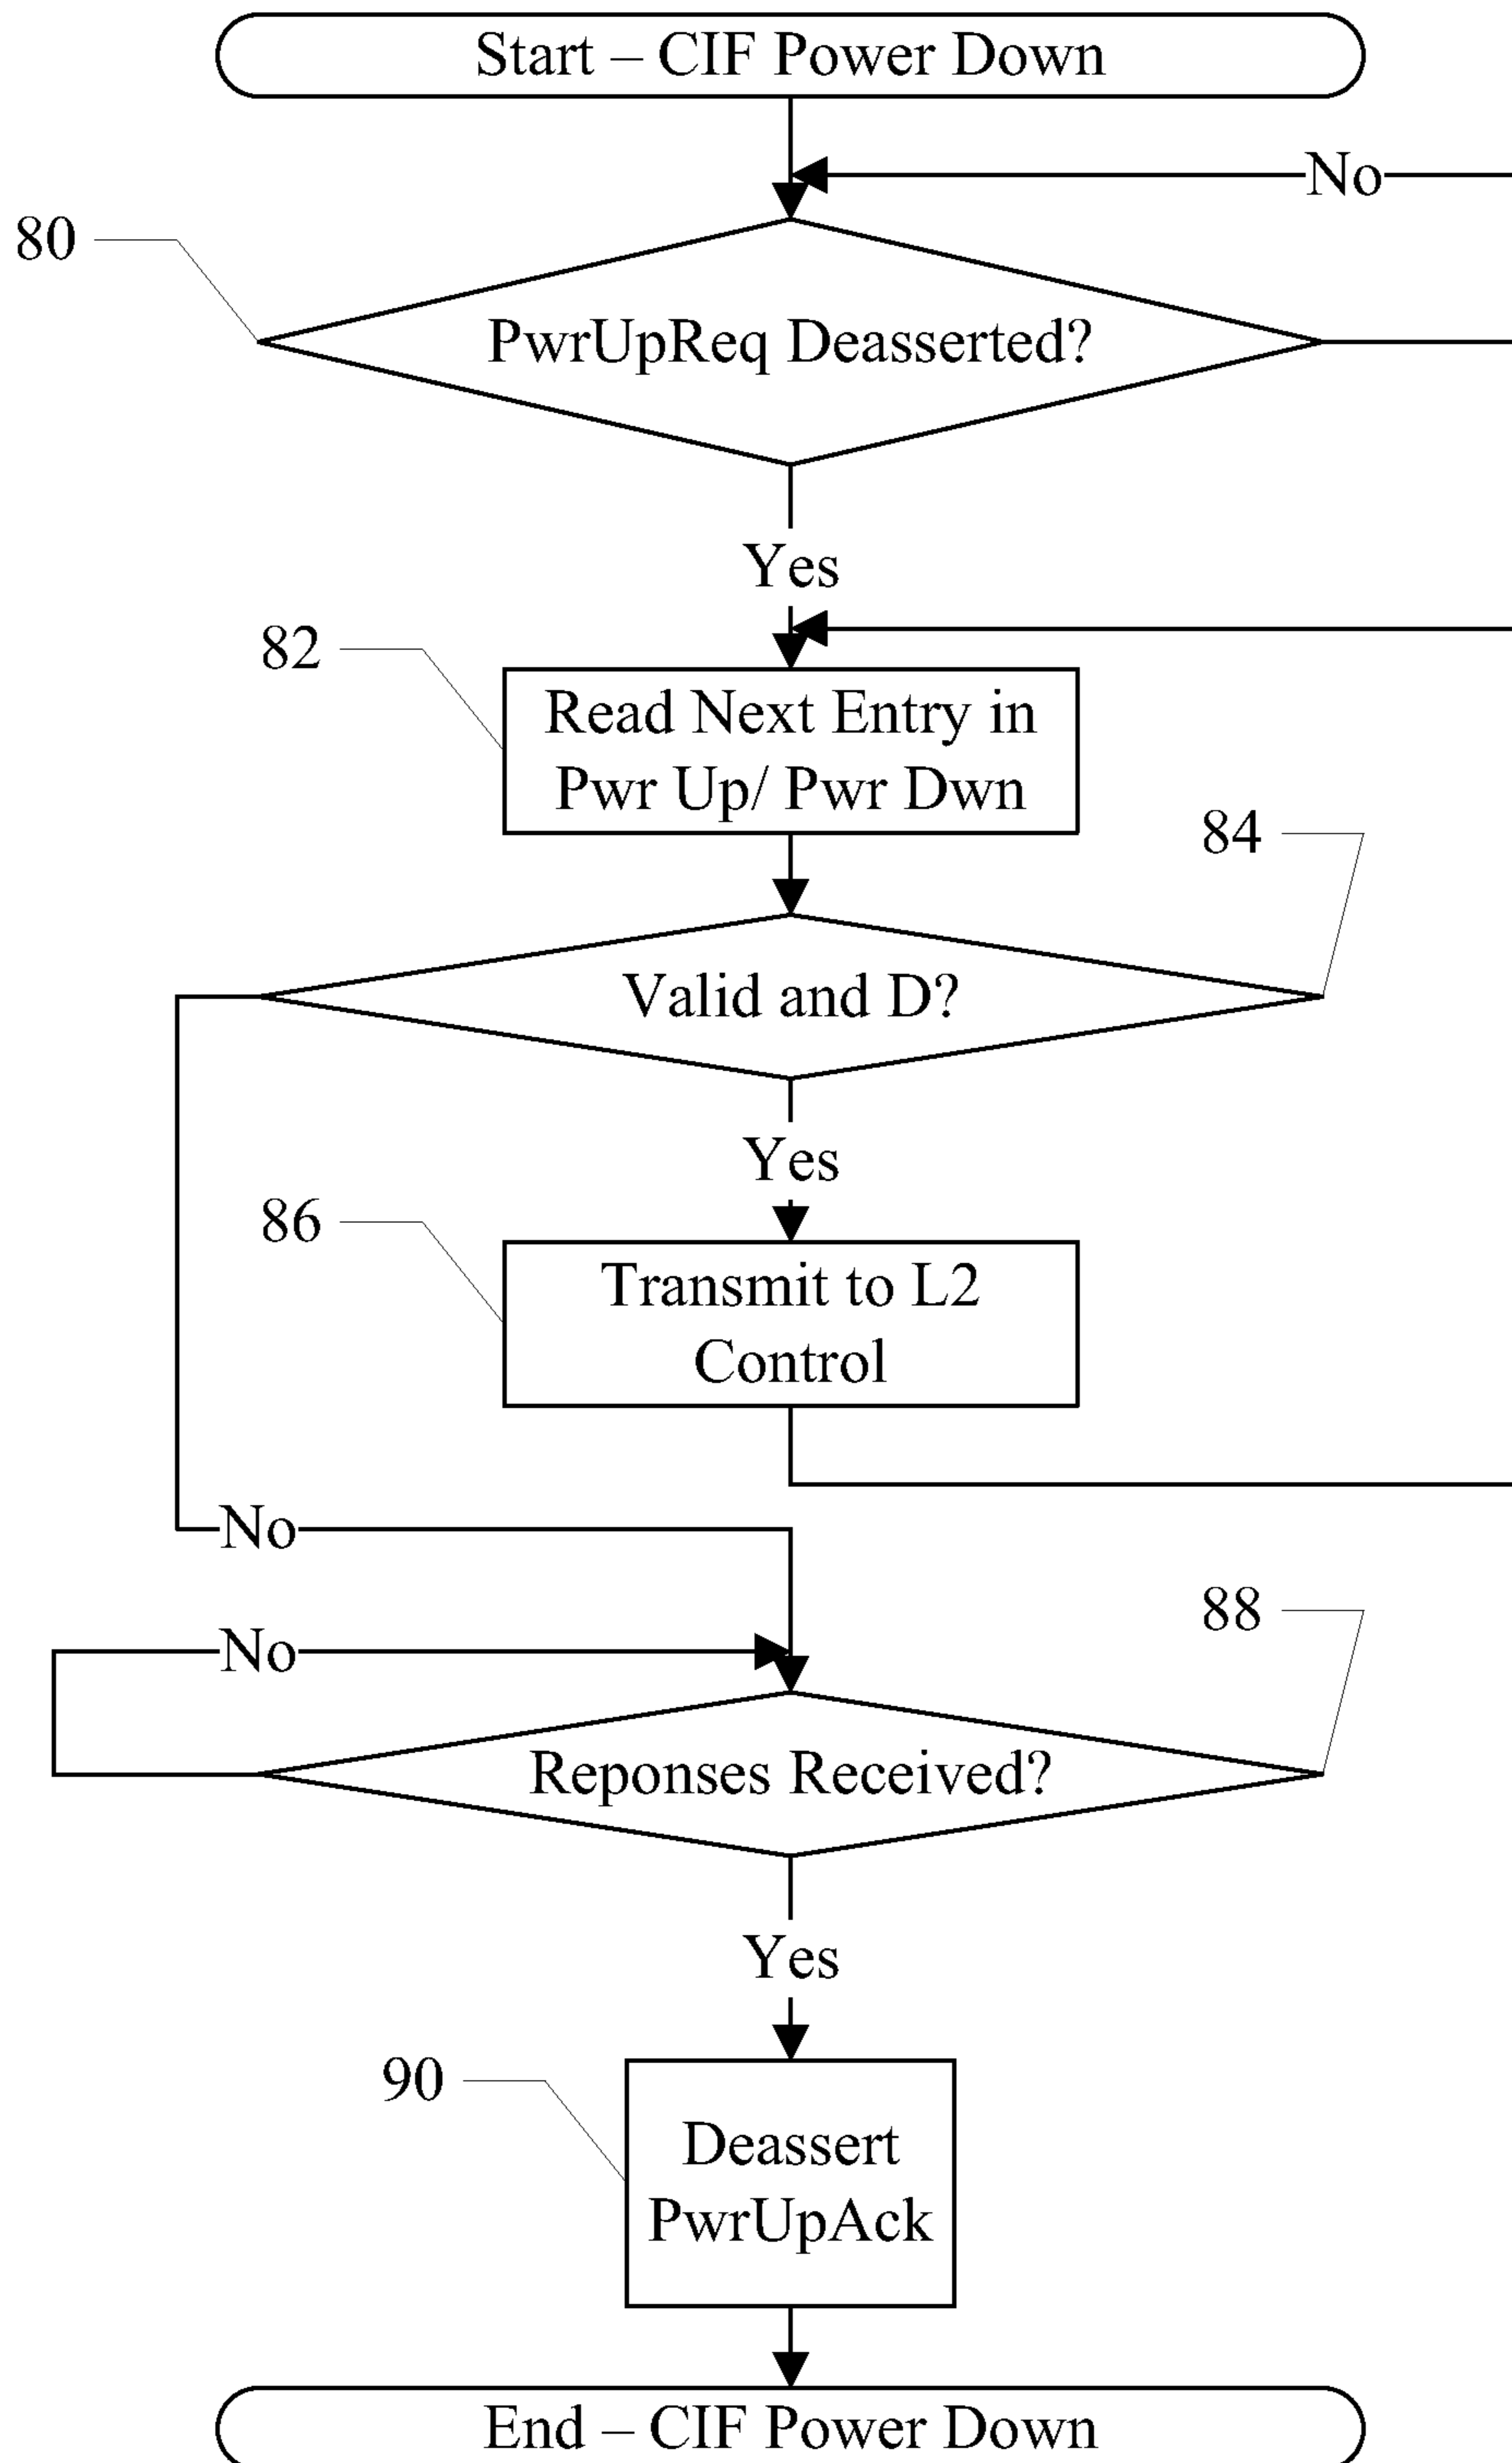 Start – CIF Power Down
No
80
PwrUpReq Deasserted?
Yes
82
Read Next Entry in
Pwr Up/ Pwr Dwn
84
Valid and D?
Yes
86
Transmit to L2
Control
No
88
No
Reponses Received?
Yes
90
Deassert
PwrUpAck
End – CIF Power Down